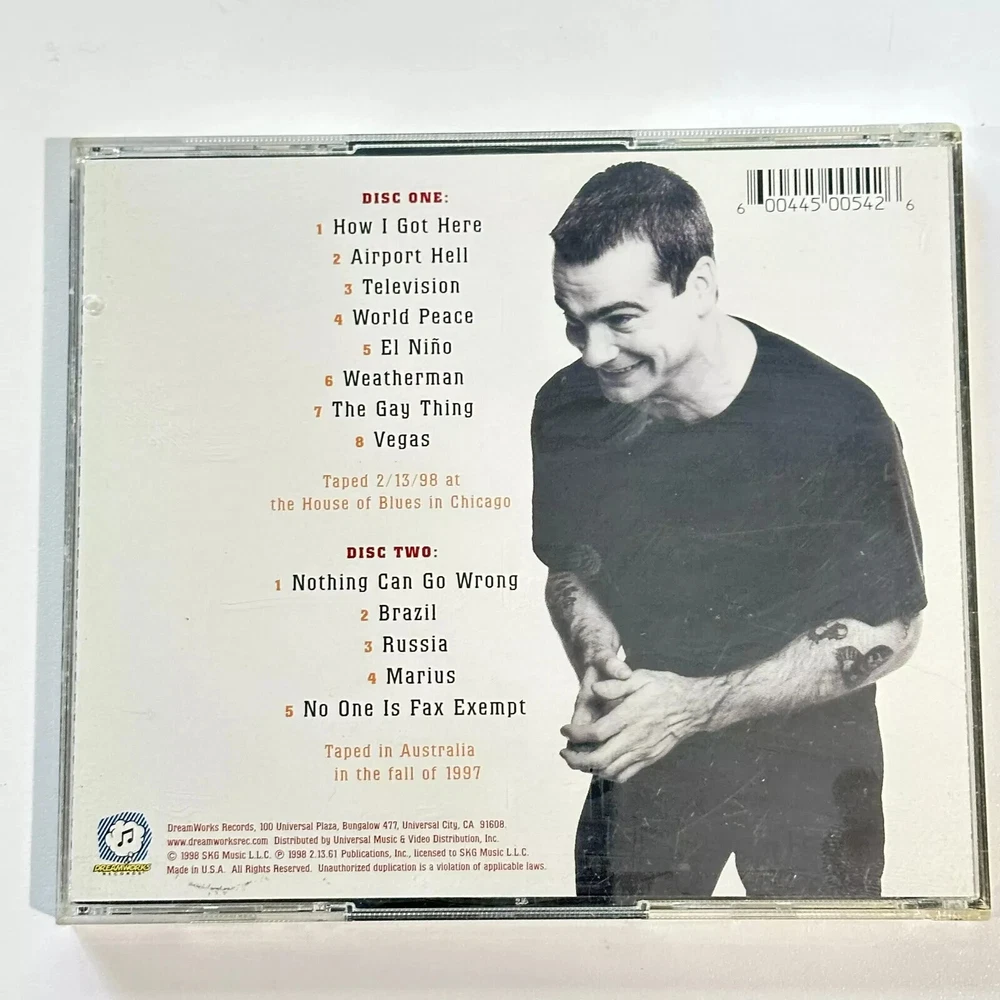 6 00445 00542 6
DISC ONE:
1 How I Got Here
2 Airport Hell
3 Television
4 World Peace
5 El Niño
6 Weatherman
7 The Gay Thing
8 Vegas
Taped 2/13/98 at
the House of Blues in Chicago
DISC TWO:
1 Nothing Can Go Wrong
2 Brazil
3 Russia
4 Marius
5 No One Is Fax Exempt
Taped in Australia
in the fall of 1997
DREAMWORKS
RECORDS
DreamWorks Records, 100 Universal Plaza, Bungalow 477, Universal City, CA 91608.
www.dreamworksrec.com Distributed by Universal Music & Video Distribution, Inc.
© 1998 SKG Music L.L.C. ℗ 1998 2.13.61 Publications, Inc., licensed to SKG Music L.L.C.
Made in U.S.A. All Rights Reserved. Unauthorized duplication is a violation of applicable laws.